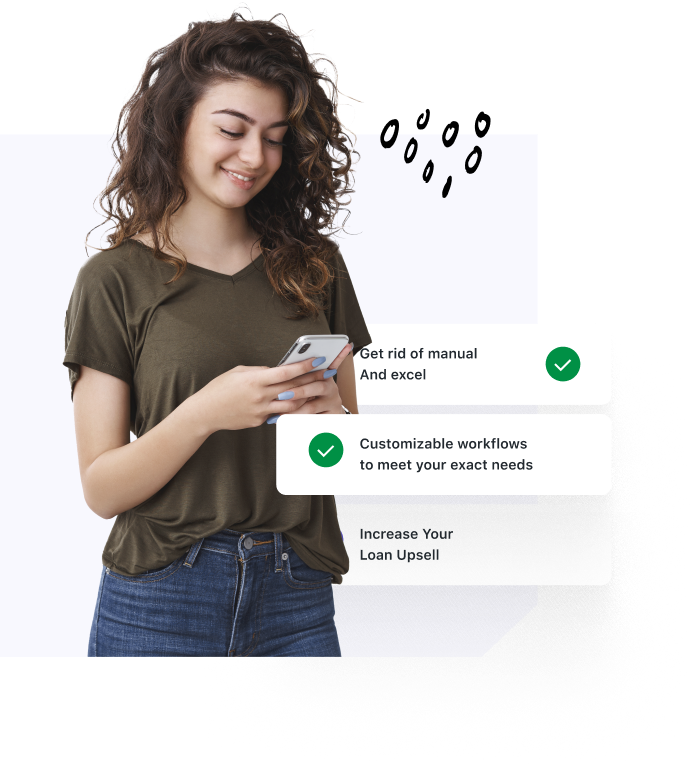 Get rid of manual
And excel
Customizable workflows
to meet your exact needs
Increase Your
Loan Upsell